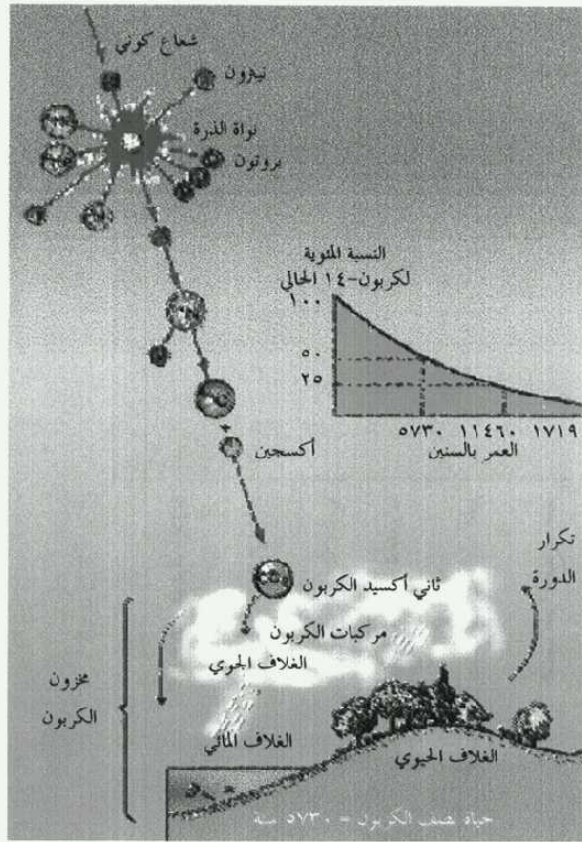 شعاع كوني
نيترون
نواة الذرة
بروتون
النسبة المئوية
لكربون-١٤ الحالي
١٠٠
٥٠
٢٥
٥٧٣٠ ١١٤٦٠ ١٧١٩
العمر بالسنين
أكسجين
تكرار
الدورة
ثاني أكسيد الكربون
مركبات الكربون
الغلاف الجوي
مخزون
الكربون
الغلاف المائي
الغلاف الحيوي
حياة نصف الكربون = ٥٧٣٠ سنة